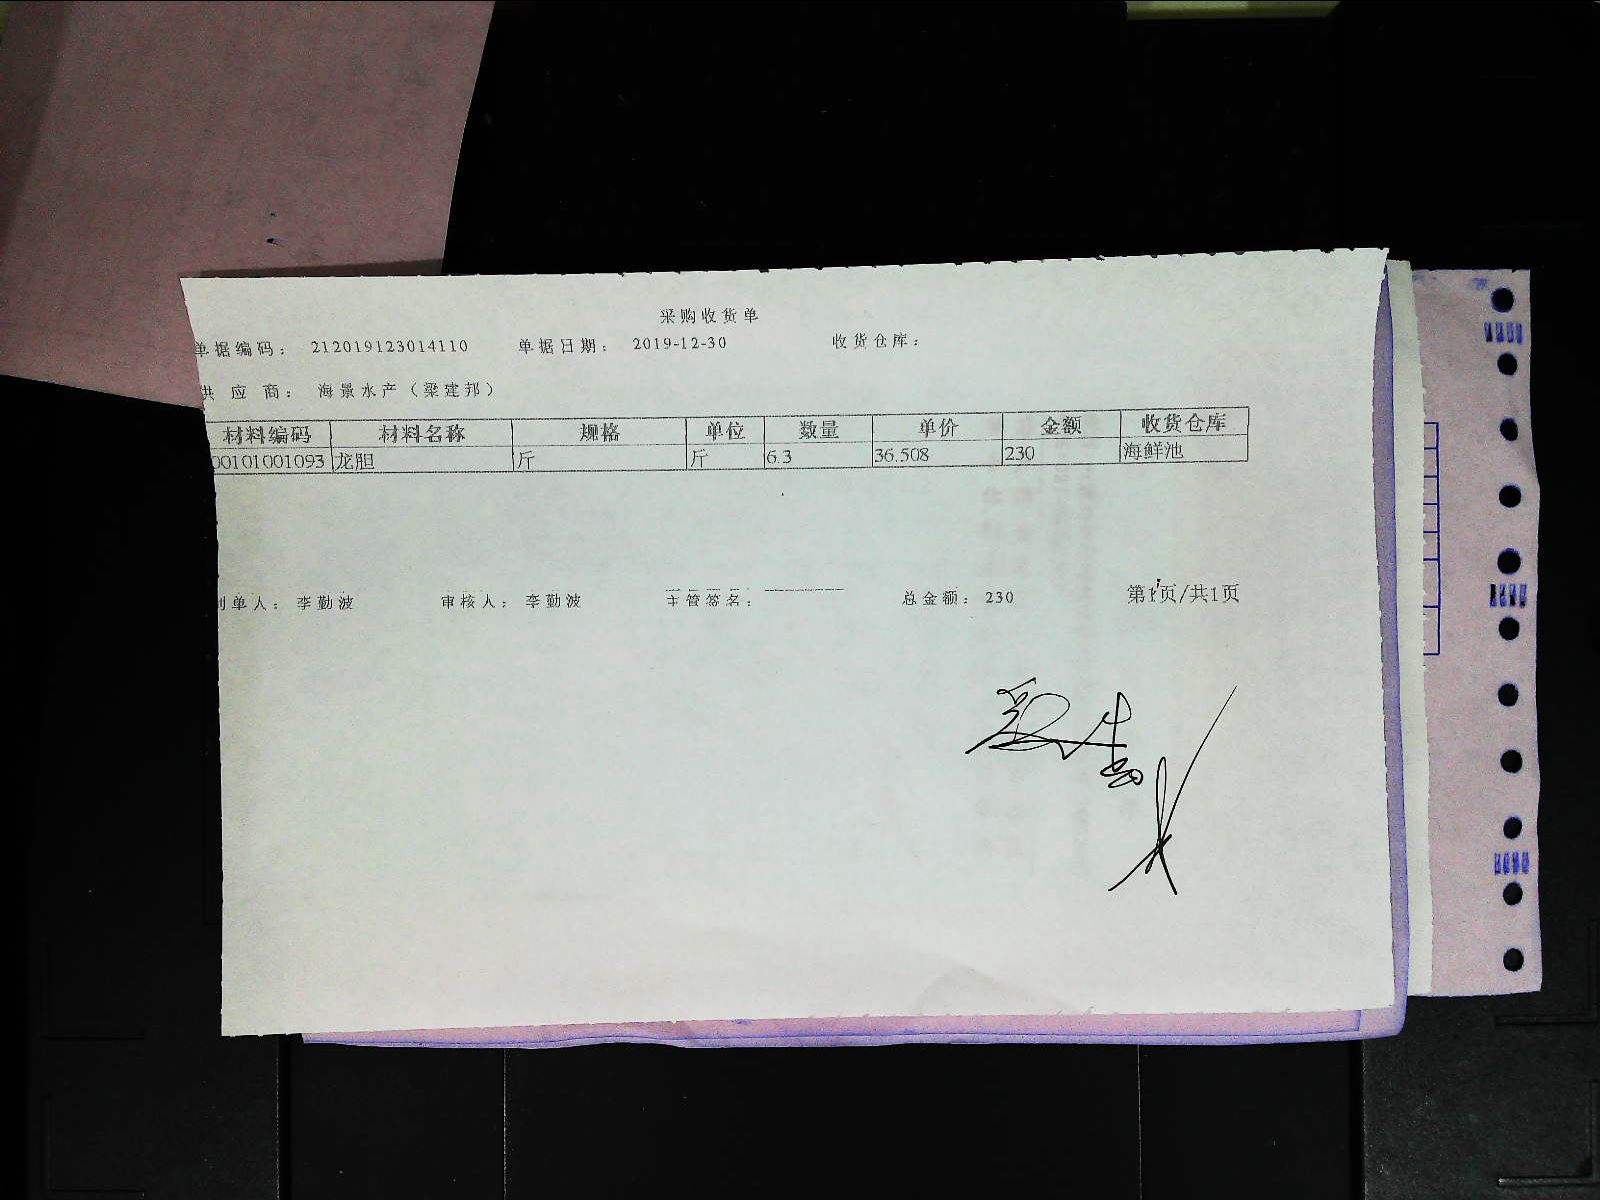 采购收货单
单据编码： 212019123014110 单据日期： 2019-12-30 收货仓库：
供 应 商： 海景水产（梁建邦）
材料编码 材料名称 规格 单位 数量 单价 金额 收货仓库
00101001093 龙胆 斤 斤 6.3 36.508 230 海鲜池
制单人： 李勤波 审核人： 李勤波 主管签名： 总金额： 230 第1页/共1页